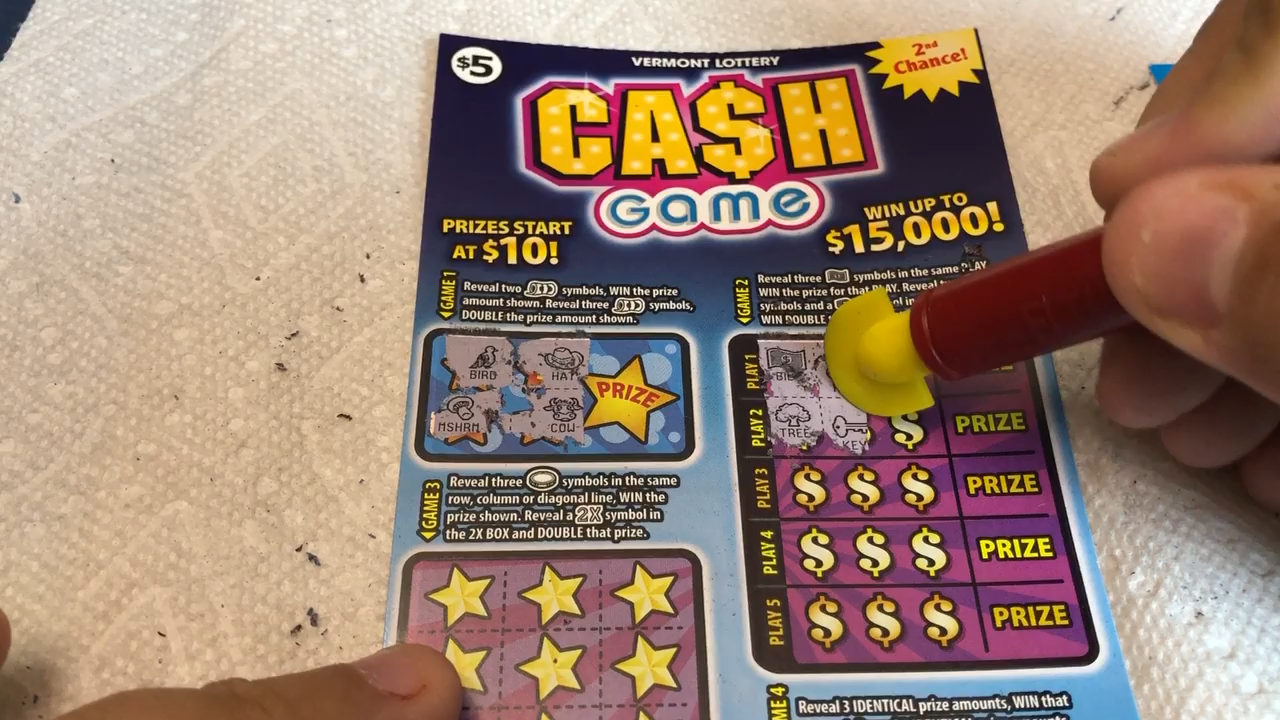 $5
VERMONT LOTTERY
2nd
Chance!
CA$H
Game
PRIZES START
AT $10!
WIN UP TO
$15,000!
GAME 1
Reveal two symbols, WIN the prize
amount shown. Reveal three symbols,
DOUBLE the prize amount shown.
BIRD
HAT
MSHRM
COW
PRIZE
GAME 3
Reveal three symbols in the same
row, column or diagonal line, WIN the
prize shown. Reveal a 2X symbol in
the 2X BOX and DOUBLE that prize.
GAME 2
Reveal three symbols in the same PLAY,
WIN the prize for that PLAY. Reveal
symbols and a
WIN DOUBLE
PLAY 1
PLAY 2
TREE
KEY
$
PRIZE
PLAY 3
$ $ $
PRIZE
PLAY 4
$ $ $
PRIZE
PLAY 5
$ $ $
PRIZE
GAME 4
Reveal 3 IDENTICAL prize amounts, WIN that